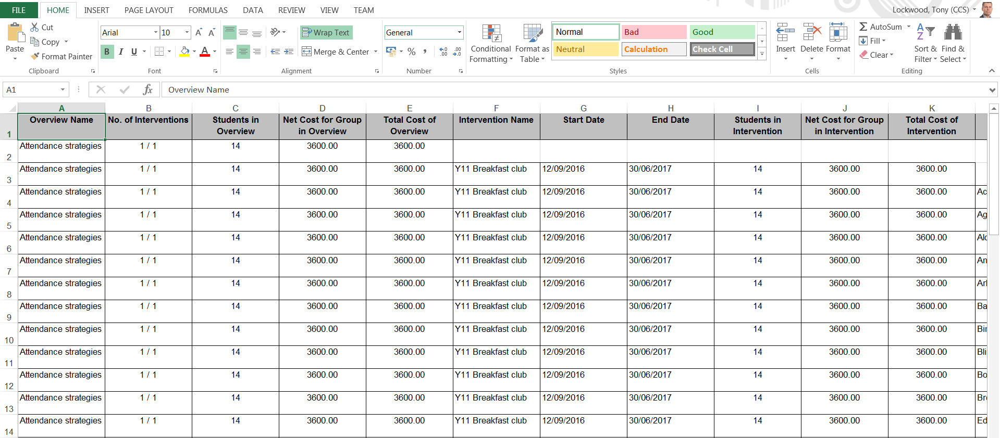 FILE HOME INSERT PAGE LAYOUT FORMULAS DATA REVIEW VIEW TEAM Lockwood, Tony (CCS)
Paste
Cut
Copy
Format Painter
Clipboard
Arial 10 A A
B I U A
Font
Wrap Text
Merge & Center
Alignment
General
% , .0 .00 .00 .0
Number
Conditional Formatting
Format as Table
Normal Bad Good
Neutral Calculation Check Cell
Styles
Insert Delete Format
Cells
AutoSum
Fill
Clear
Sort & Filter
Find & Select
Editing
A1 fx Overview Name
A B C D E F G H I J K
1 Overview Name No. of Interventions Students in Overview Net Cost for Group in Overview Total Cost of Overview Intervention Name Start Date End Date Students in Intervention Net Cost for Group in Intervention Total Cost of Intervention
2 Attendance strategies 1 / 1 14 3600.00 3600.00
3 Attendance strategies 1 / 1 14 3600.00 3600.00 Y11 Breakfast club 12/09/2016 30/06/2017 14 3600.00 3600.00
4 Attendance strategies 1 / 1 14 3600.00 3600.00 Y11 Breakfast club 12/09/2016 30/06/2017 14 3600.00 3600.00 Ac
5 Attendance strategies 1 / 1 14 3600.00 3600.00 Y11 Breakfast club 12/09/2016 30/06/2017 14 3600.00 3600.00 Ag
6 Attendance strategies 1 / 1 14 3600.00 3600.00 Y11 Breakfast club 12/09/2016 30/06/2017 14 3600.00 3600.00
7 Attendance strategies 1 / 1 14 3600.00 3600.00 Y11 Breakfast club 12/09/2016 30/06/2017 14 3600.00 3600.00 An
8 Attendance strategies 1 / 1 14 3600.00 3600.00 Y11 Breakfast club 12/09/2016 30/06/2017 14 3600.00 3600.00
9 Attendance strategies 1 / 1 14 3600.00 3600.00 Y11 Breakfast club 12/09/2016 30/06/2017 14 3600.00 3600.00 Ba
10 Attendance strategies 1 / 1 14 3600.00 3600.00 Y11 Breakfast club 12/09/2016 30/06/2017 14 3600.00 3600.00
11 Attendance strategies 1 / 1 14 3600.00 3600.00 Y11 Breakfast club 12/09/2016 30/06/2017 14 3600.00 3600.00 Bli
12 Attendance strategies 1 / 1 14 3600.00 3600.00 Y11 Breakfast club 12/09/2016 30/06/2017 14 3600.00 3600.00 Bo
13 Attendance strategies 1 / 1 14 3600.00 3600.00 Y11 Breakfast club 12/09/2016 30/06/2017 14 3600.00 3600.00
14 Attendance strategies 1 / 1 14 3600.00 3600.00 Y11 Breakfast club 12/09/2016 30/06/2017 14 3600.00 3600.00 Ed